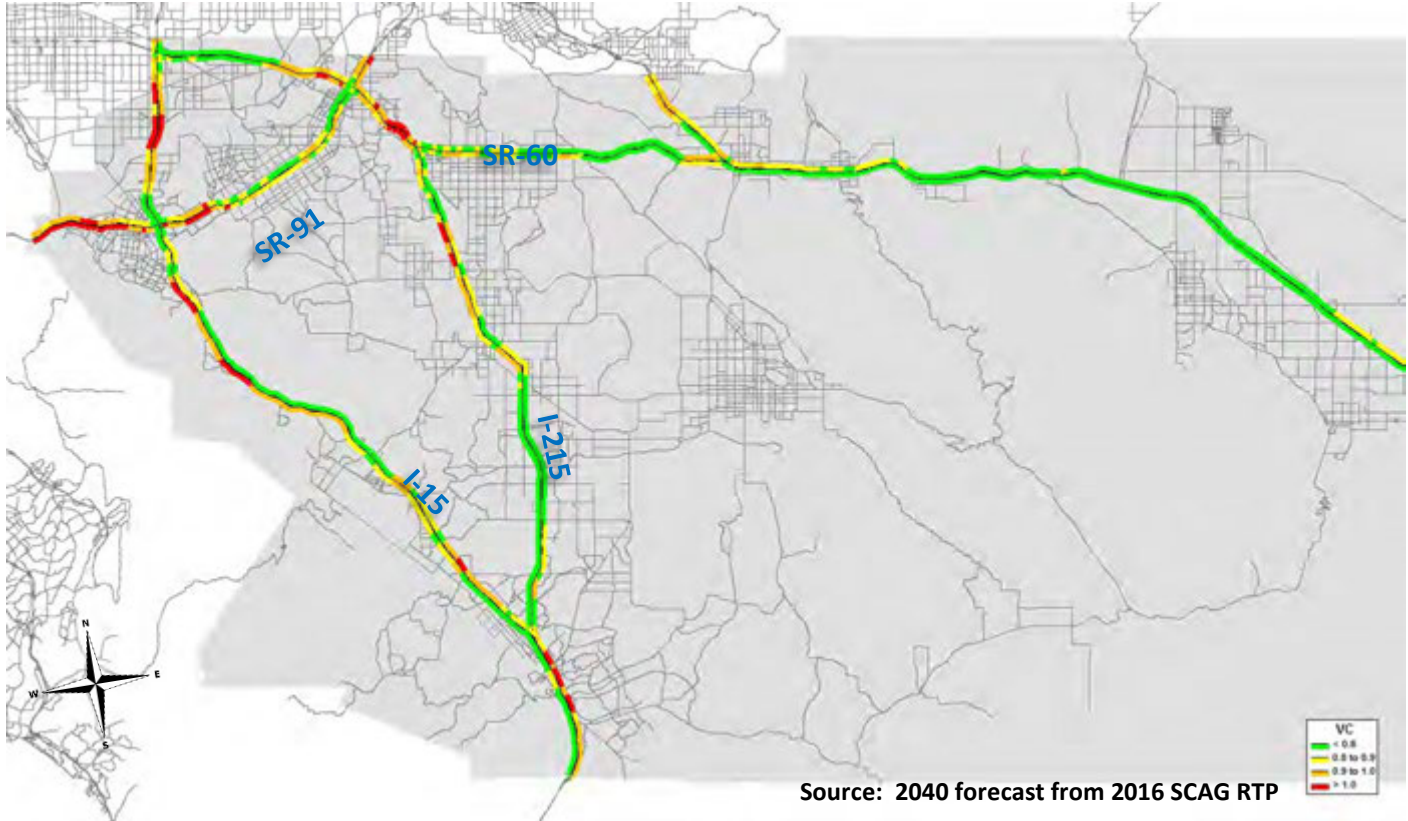 SR-60
SR-91
I-215
I-15
N
W
E
S
VC
< 0.8
0.8 to 0.9
0.9 to 1.0
> 1.0
Source: 2040 forecast from 2016 SCAG RTP